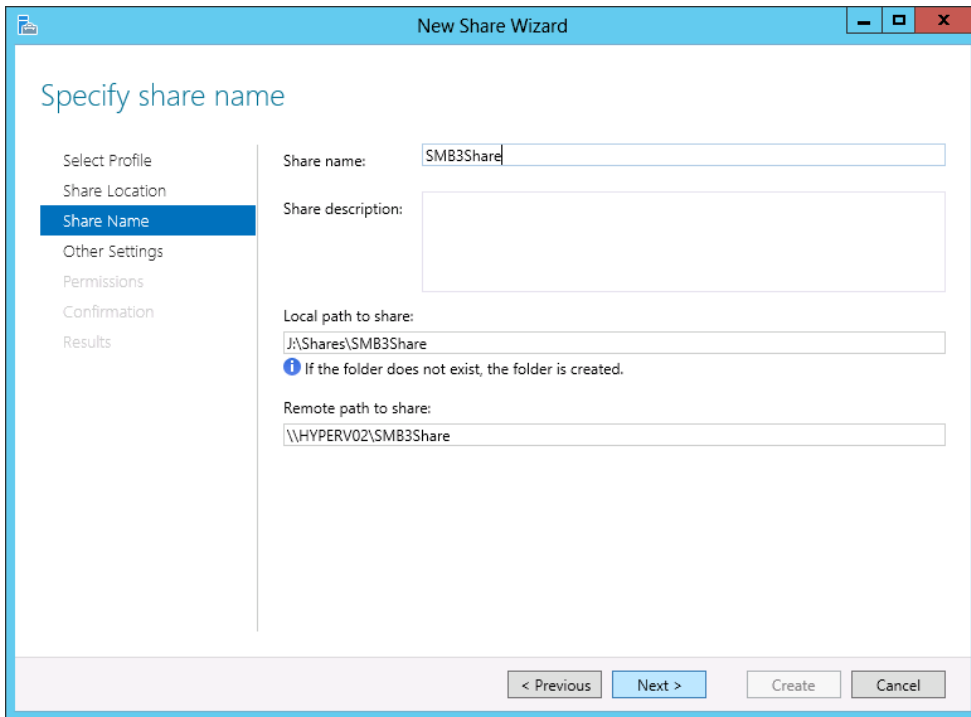 New Share Wizard
Specify share name
Select Profile
Share Location
Share Name
Other Settings
Permissions
Confirmation
Results
Share name: SMB3Share
Share description:
Local path to share:
J:\Shares\SMB3Share
If the folder does not exist, the folder is created.
Remote path to share:
\\HYPERV02\SMB3Share
< Previous Next > Create Cancel